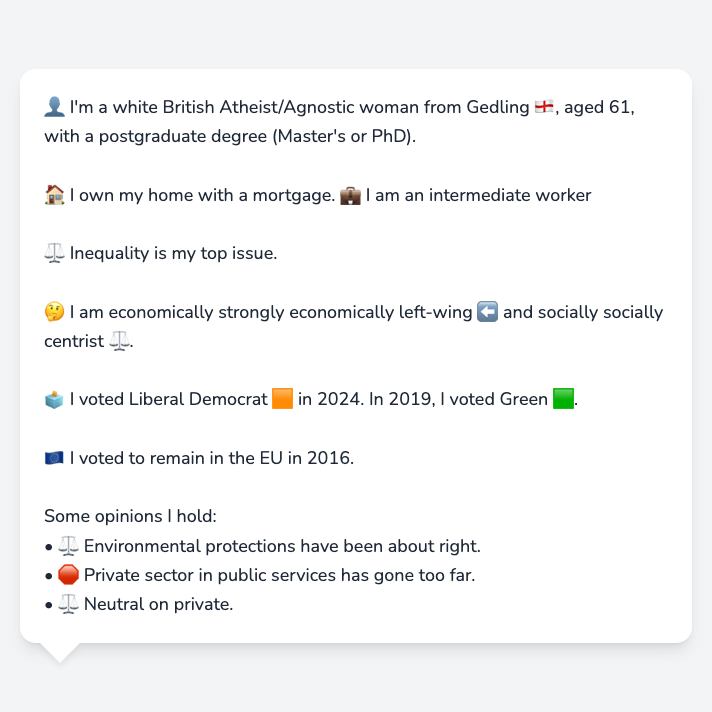 👤 I'm a white British Atheist/Agnostic woman from Gedling 🏴󠁧󠁢󠁥󠁮󠁧󠁿, aged 61,
with a postgraduate degree (Master's or PhD).
🏠 I own my home with a mortgage. 💼 I am an intermediate worker
⚖️ Inequality is my top issue.
🤔 I am economically strongly economically left-wing ⬅️ and socially socially
centrist ⚖️.
🗳️ I voted Liberal Democrat 🟧 in 2024. In 2019, I voted Green 🟩.
🇪🇺 I voted to remain in the EU in 2016.
Some opinions I hold:
• ⚖️ Environmental protections have been about right.
• 🛑 Private sector in public services has gone too far.
• ⚖️ Neutral on private.